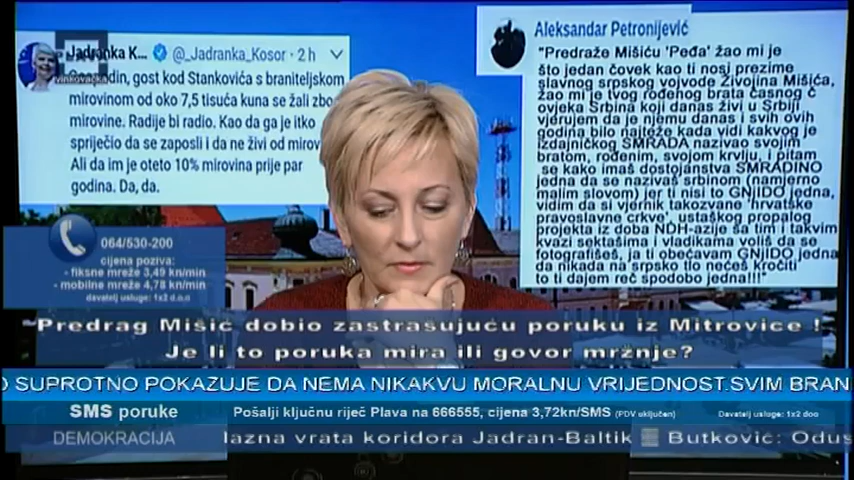 Jadranka K... @_Jadranka_Kosor · 2 h
din, gost kod Stankovića s braniteljskom
mirovinom od oko 7,5 tisuća kuna se žali zbo
mirovine. Radije bi radio. Kao da ga je itko
spriječio da se zaposli i da ne živi od mirov
Ali da im je oteto 10% mirovina prije par
godina. Da, da.
vinkovačka
Aleksandar Petronijević
"Predraže Mišiću 'Peđa' žao mi je
što jedan čovek kao ti nosi prezime
slavnog srpskog vojvode Živojina Mišića,
žao mi je tvog rođenog brata časnog č
ovjeka Srbina koji danas živi u Srbiji
vjerujem da je njemu danas i svih ovih
godina bilo najteže kada vidi kakvog je
izdajničkog SMRADA nazivao svojim
bratom, rođenim, svojom krvlju, i pitam
se kako imaš dostojanstva SMRADINO
jedna da se nazivaš srbinom (namjerno
malim slovom) jer ti nisi to GNjIDO jedna,
vidim da si vjernik takozvane 'hrvatske
pravoslavne crkve', ustaškog propalog
projekta iz doba NDH-azije sa tim i takvim
kvazi sektašima i vladikama voliš da se
fotografišeš, ja ti obećavam GNjIDO jedna
da nikada na srpsko tlo nećeš kročiti
to ti dajem reč spodobo jedna!!!"
064/530-200
cijena poziva:
- fiksne mreže 3,49 kn/min
- mobilne mreže 4,78 kn/min
davatelj usluge: 1x2 d.o.o
Predrag Mišić dobio zastrašujuću poruku iz Mitrovice !
Je li to poruka mira ili govor mržnje?
O SUPROTNO POKAZUJE DA NEMA NIKAKVU MORALNU VRIJEDNOST.SVIM BRAN
SMS poruke Pošalji ključnu riječ Plava na 666555, cijena 3,72kn/SMS (PDV uključen) Davatelj usluge: 1x2 doo
DEMOKRACIJA lazna vrata koridora Jadran-Baltik Butković: Odus